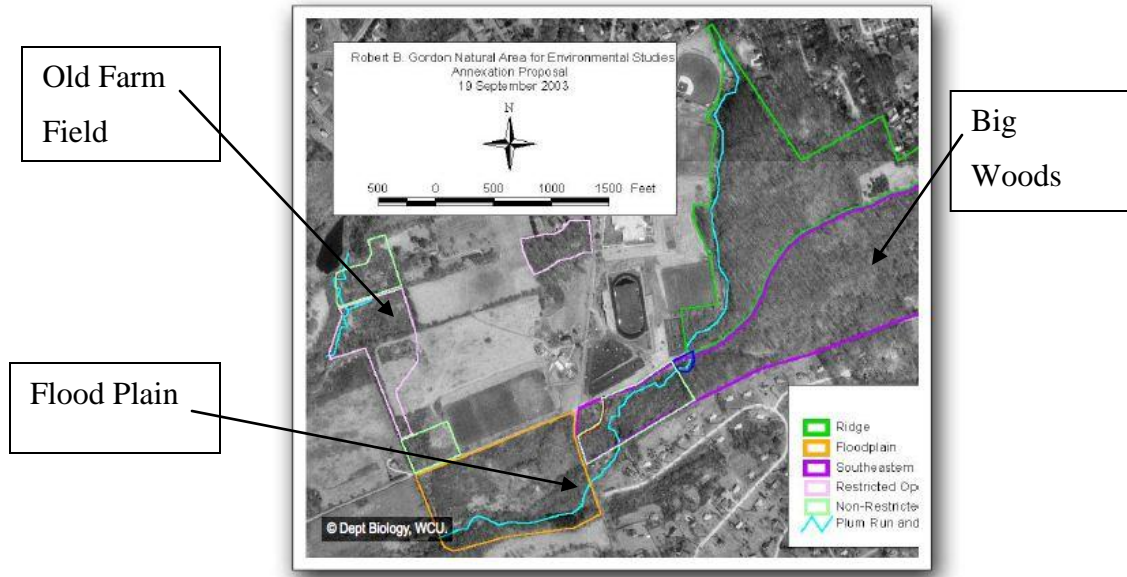 Old Farm
Field
Robert B. Gordon Natural Area for Environmental Studies
Annexation Proposal
19 September 2003
N
500 0 500 1000 1500 Feet
Big
Woods
Flood Plain
Ridge
Floodplain
Southeastern
Restricted Op
Non-Restricte
Plum Run and
© Dept Biology, WCU.